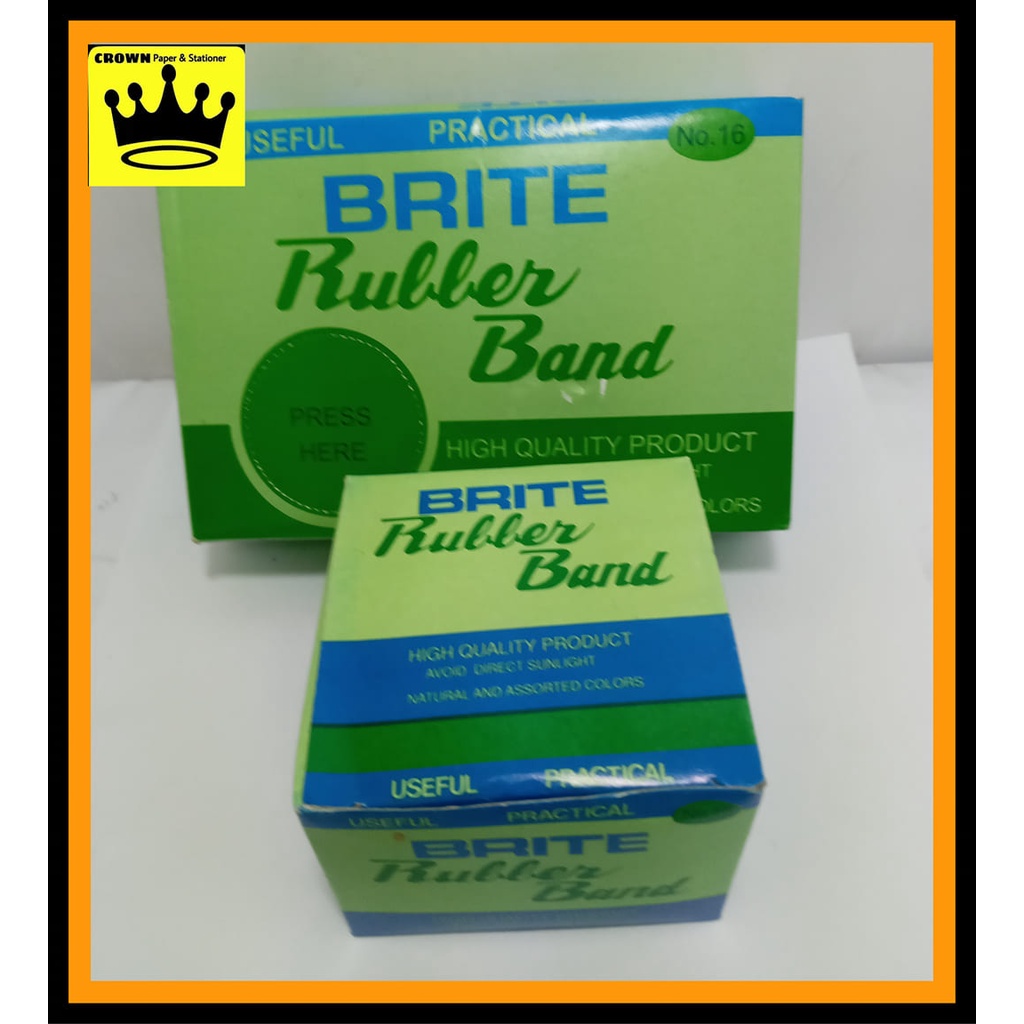 CROWN Paper & Stationer
USEFUL PRACTICAL No.16
BRITE
Rubber
Band
PRESS
HERE
HIGH QUALITY PRODUCT
BRITE
Rubber
Band
HIGH QUALITY PRODUCT
AVOID DIRECT SUNLIGHT
NATURAL AND ASSORTED COLORS
USEFUL PRACTICAL
USEFUL PRACTICAL
BRITE
Rubber
Band